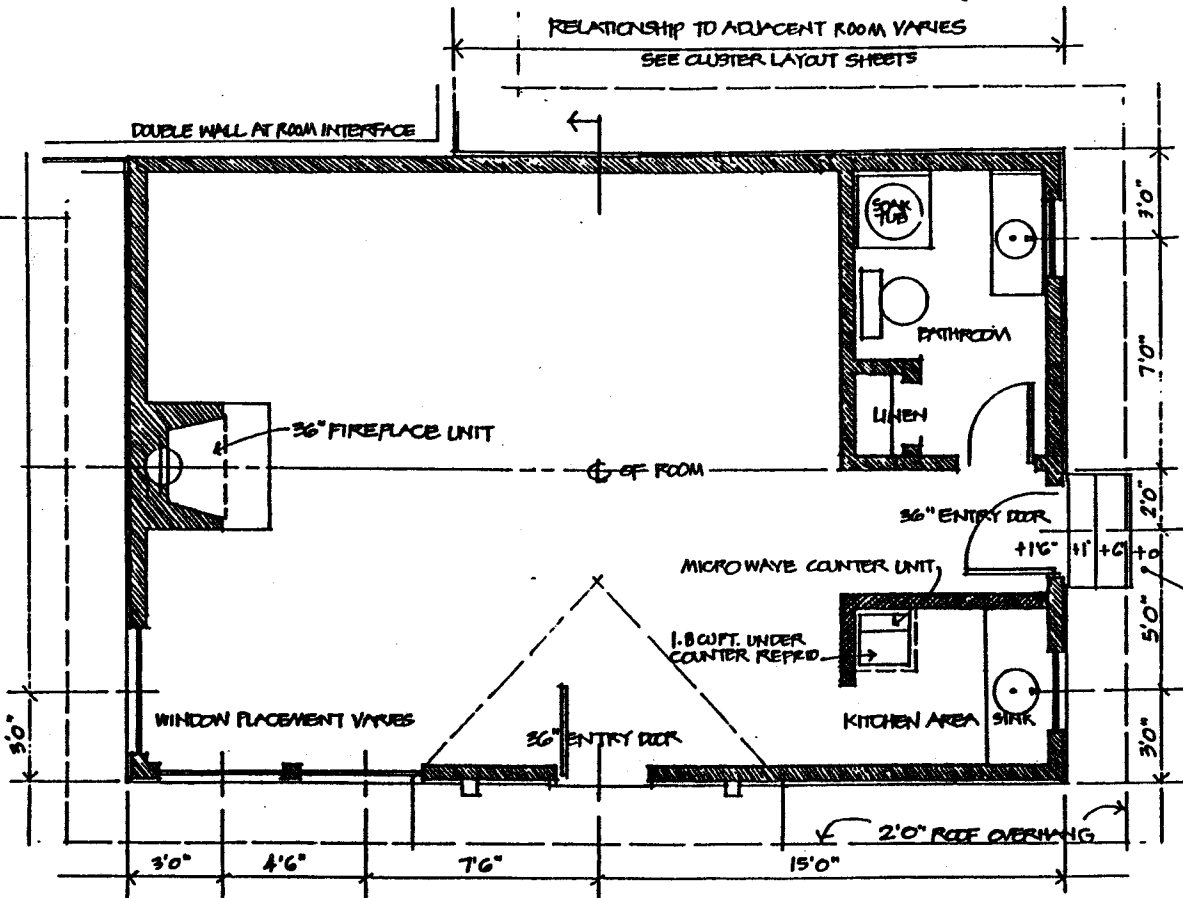 RELATIONSHIP TO ADJACENT ROOM VARIES
SEE CLUSTER LAYOUT SHEETS
DOUBLE WALL AT ROOM INTERFACE
SOAK
TUB
3'0"
BATHROOM
7'0"
LINEN
36" FIREPLACE UNIT
℄ OF ROOM
2'0"
36" ENTRY DOOR
+1'6" +1' +6" +0
MICROWAVE COUNTER UNIT
5'0"
1.8 CU FT. UNDER
COUNTER REFRIG.
WINDOW PLACEMENT VARIES
KITCHEN AREA
SINK
3'0"
36" ENTRY DOOR
3'0"
2'0" ROOF OVERHANG
3'0"
4'6"
7'6"
15'0"